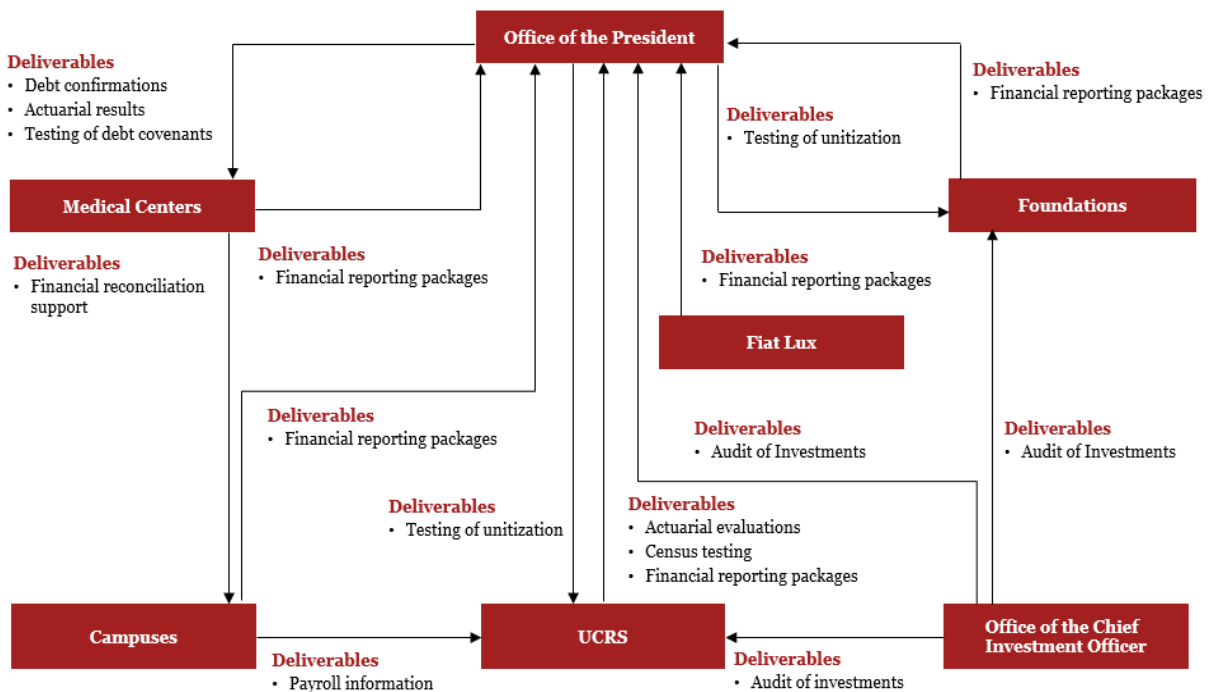 Office of the President
Deliverables
• Debt confirmations
• Actuarial results
• Testing of debt covenants
Deliverables
• Financial reporting packages
Deliverables
• Testing of unitization
Medical Centers
Foundations
Deliverables
• Financial reconciliation
support
Deliverables
• Financial reporting packages
Deliverables
• Financial reporting packages
Fiat Lux
Deliverables
• Financial reporting packages
Deliverables
• Audit of Investments
Deliverables
• Audit of Investments
Deliverables
• Testing of unitization
Deliverables
• Actuarial evaluations
• Census testing
• Financial reporting packages
Campuses
UCRS
Office of the Chief
Investment Officer
Deliverables
• Payroll information
Deliverables
• Audit of investments